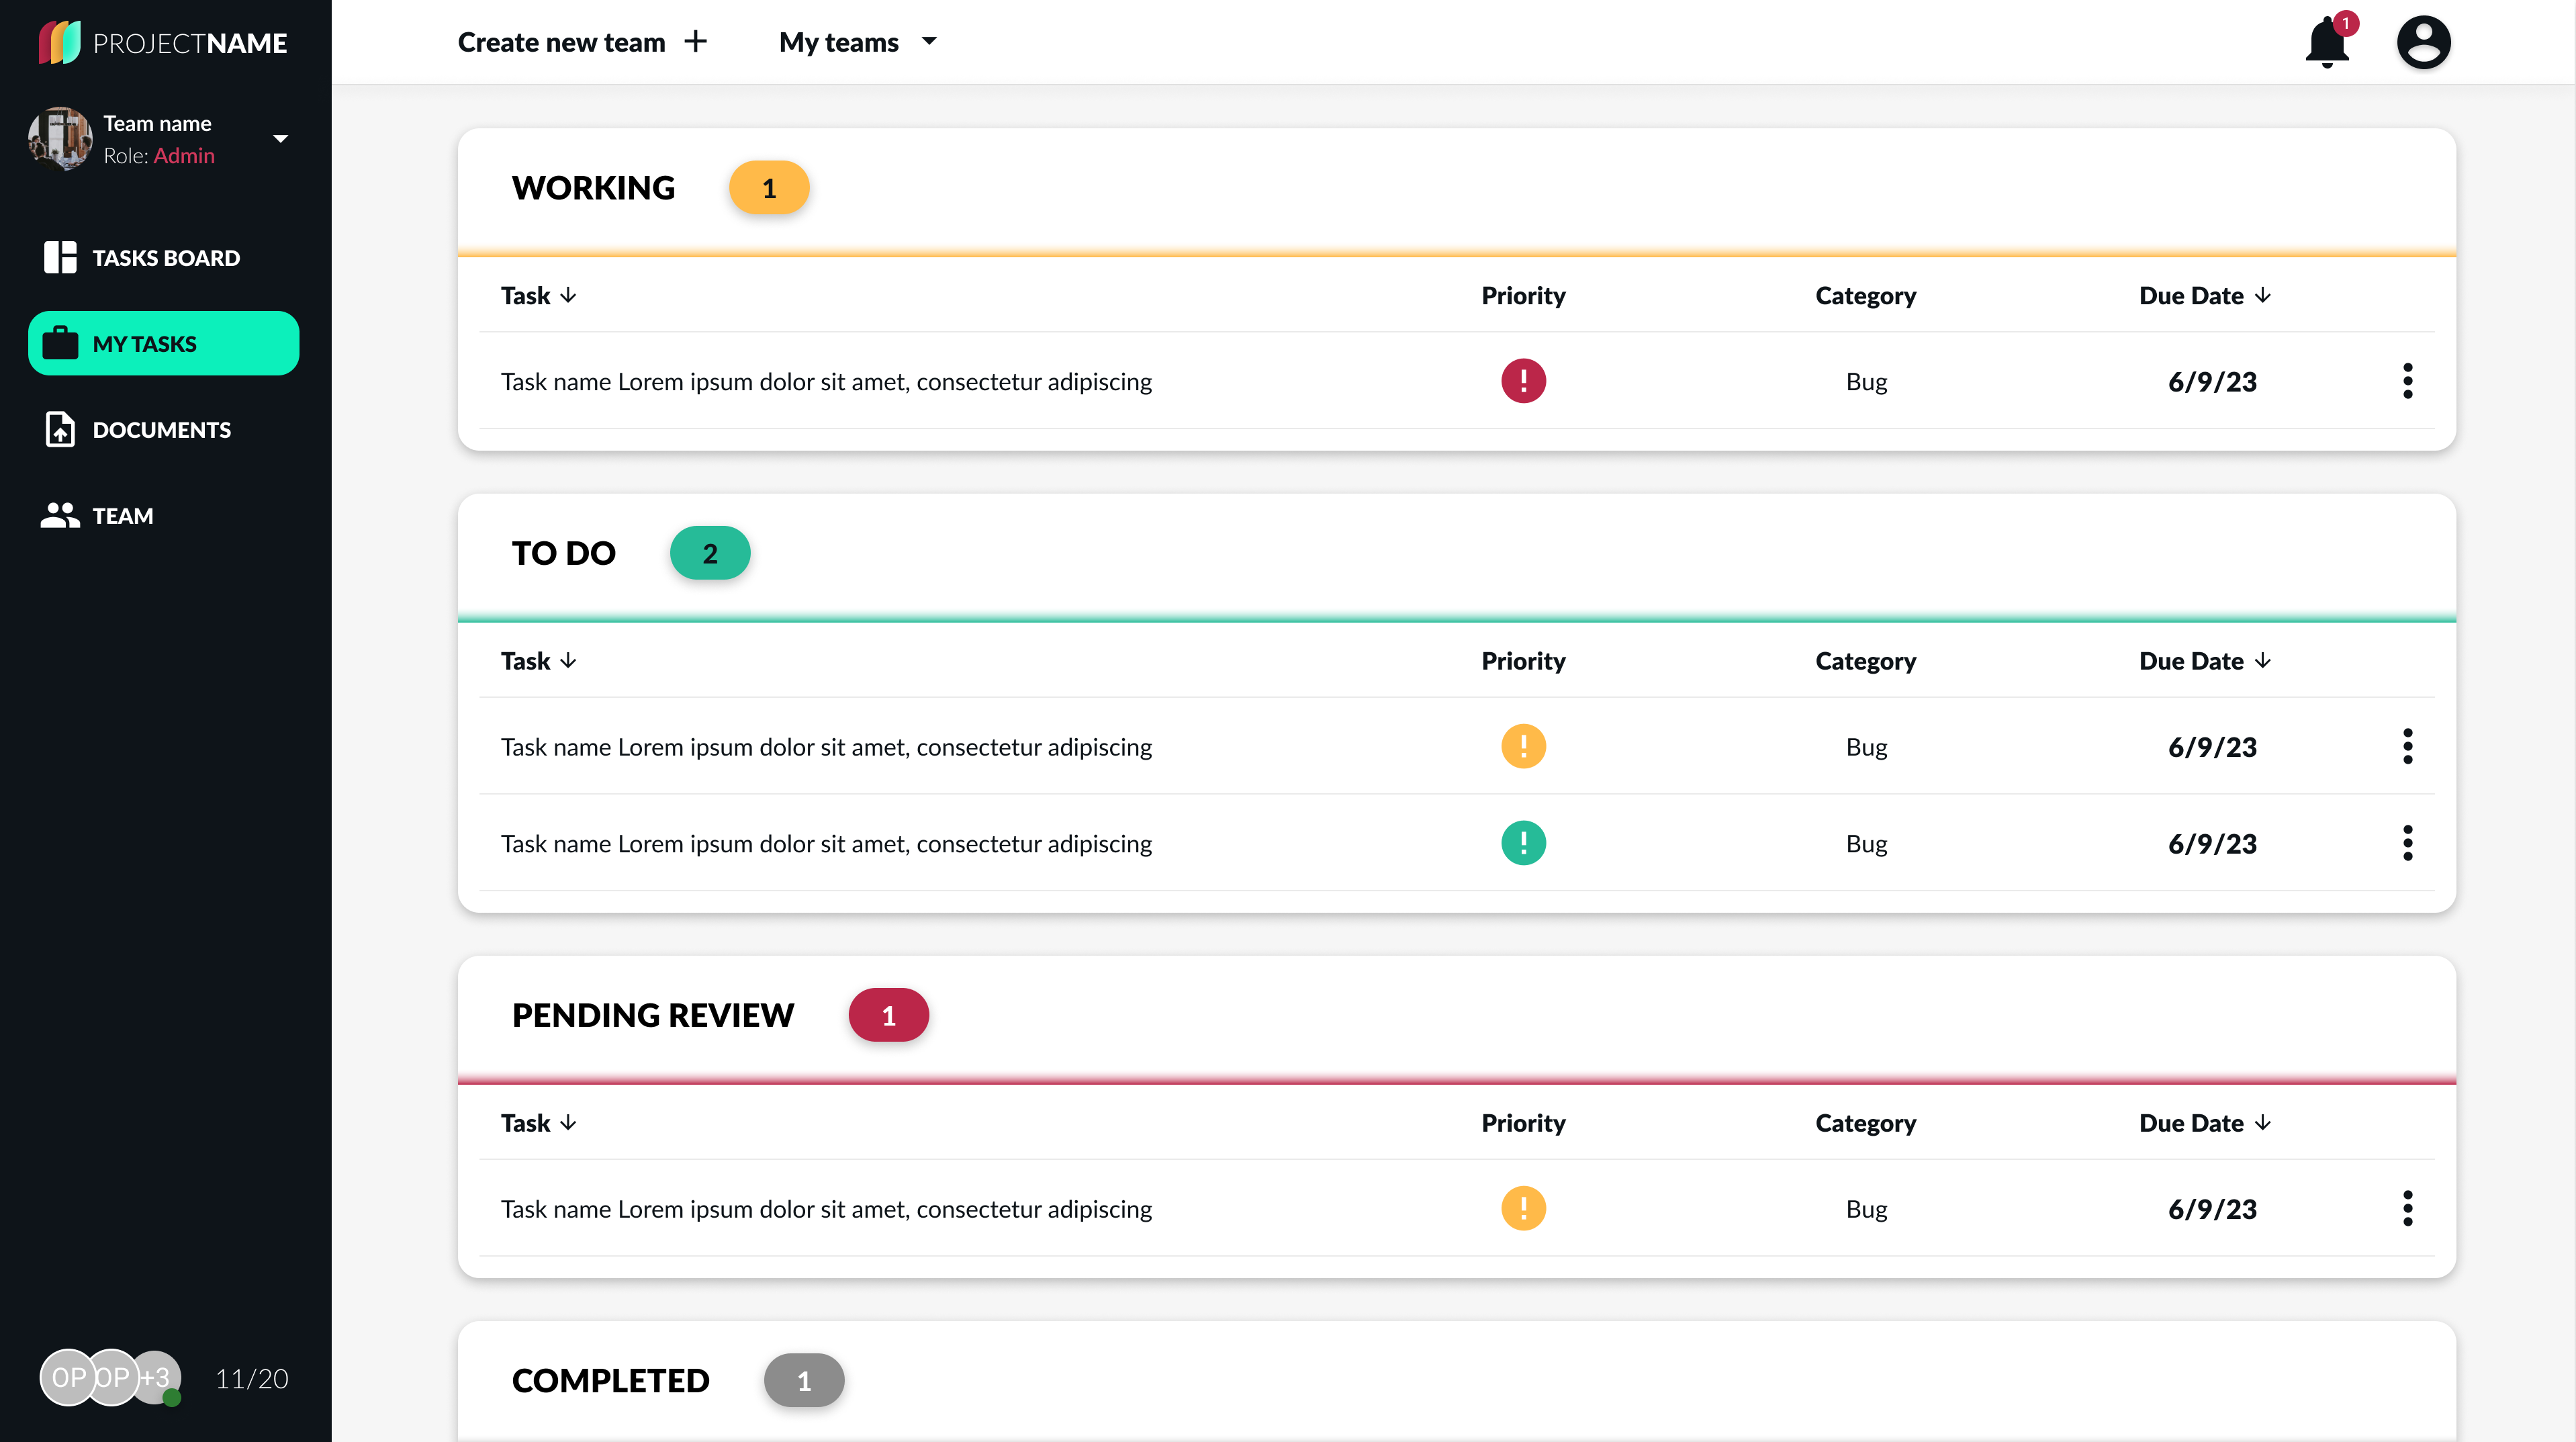 PROJECTNAME
Team name
Role: Admin
TASKS BOARD
MY TASKS
DOCUMENTS
TEAM
OP OP +3 11/20
Create new team
My teams
1
WORKING 1
Task Priority Category Due Date
Task name Lorem ipsum dolor sit amet, consectetur adipiscing Bug 6/9/23
TO DO 2
Task Priority Category Due Date
Task name Lorem ipsum dolor sit amet, consectetur adipiscing Bug 6/9/23
Task name Lorem ipsum dolor sit amet, consectetur adipiscing Bug 6/9/23
PENDING REVIEW 1
Task Priority Category Due Date
Task name Lorem ipsum dolor sit amet, consectetur adipiscing Bug 6/9/23
COMPLETED 1